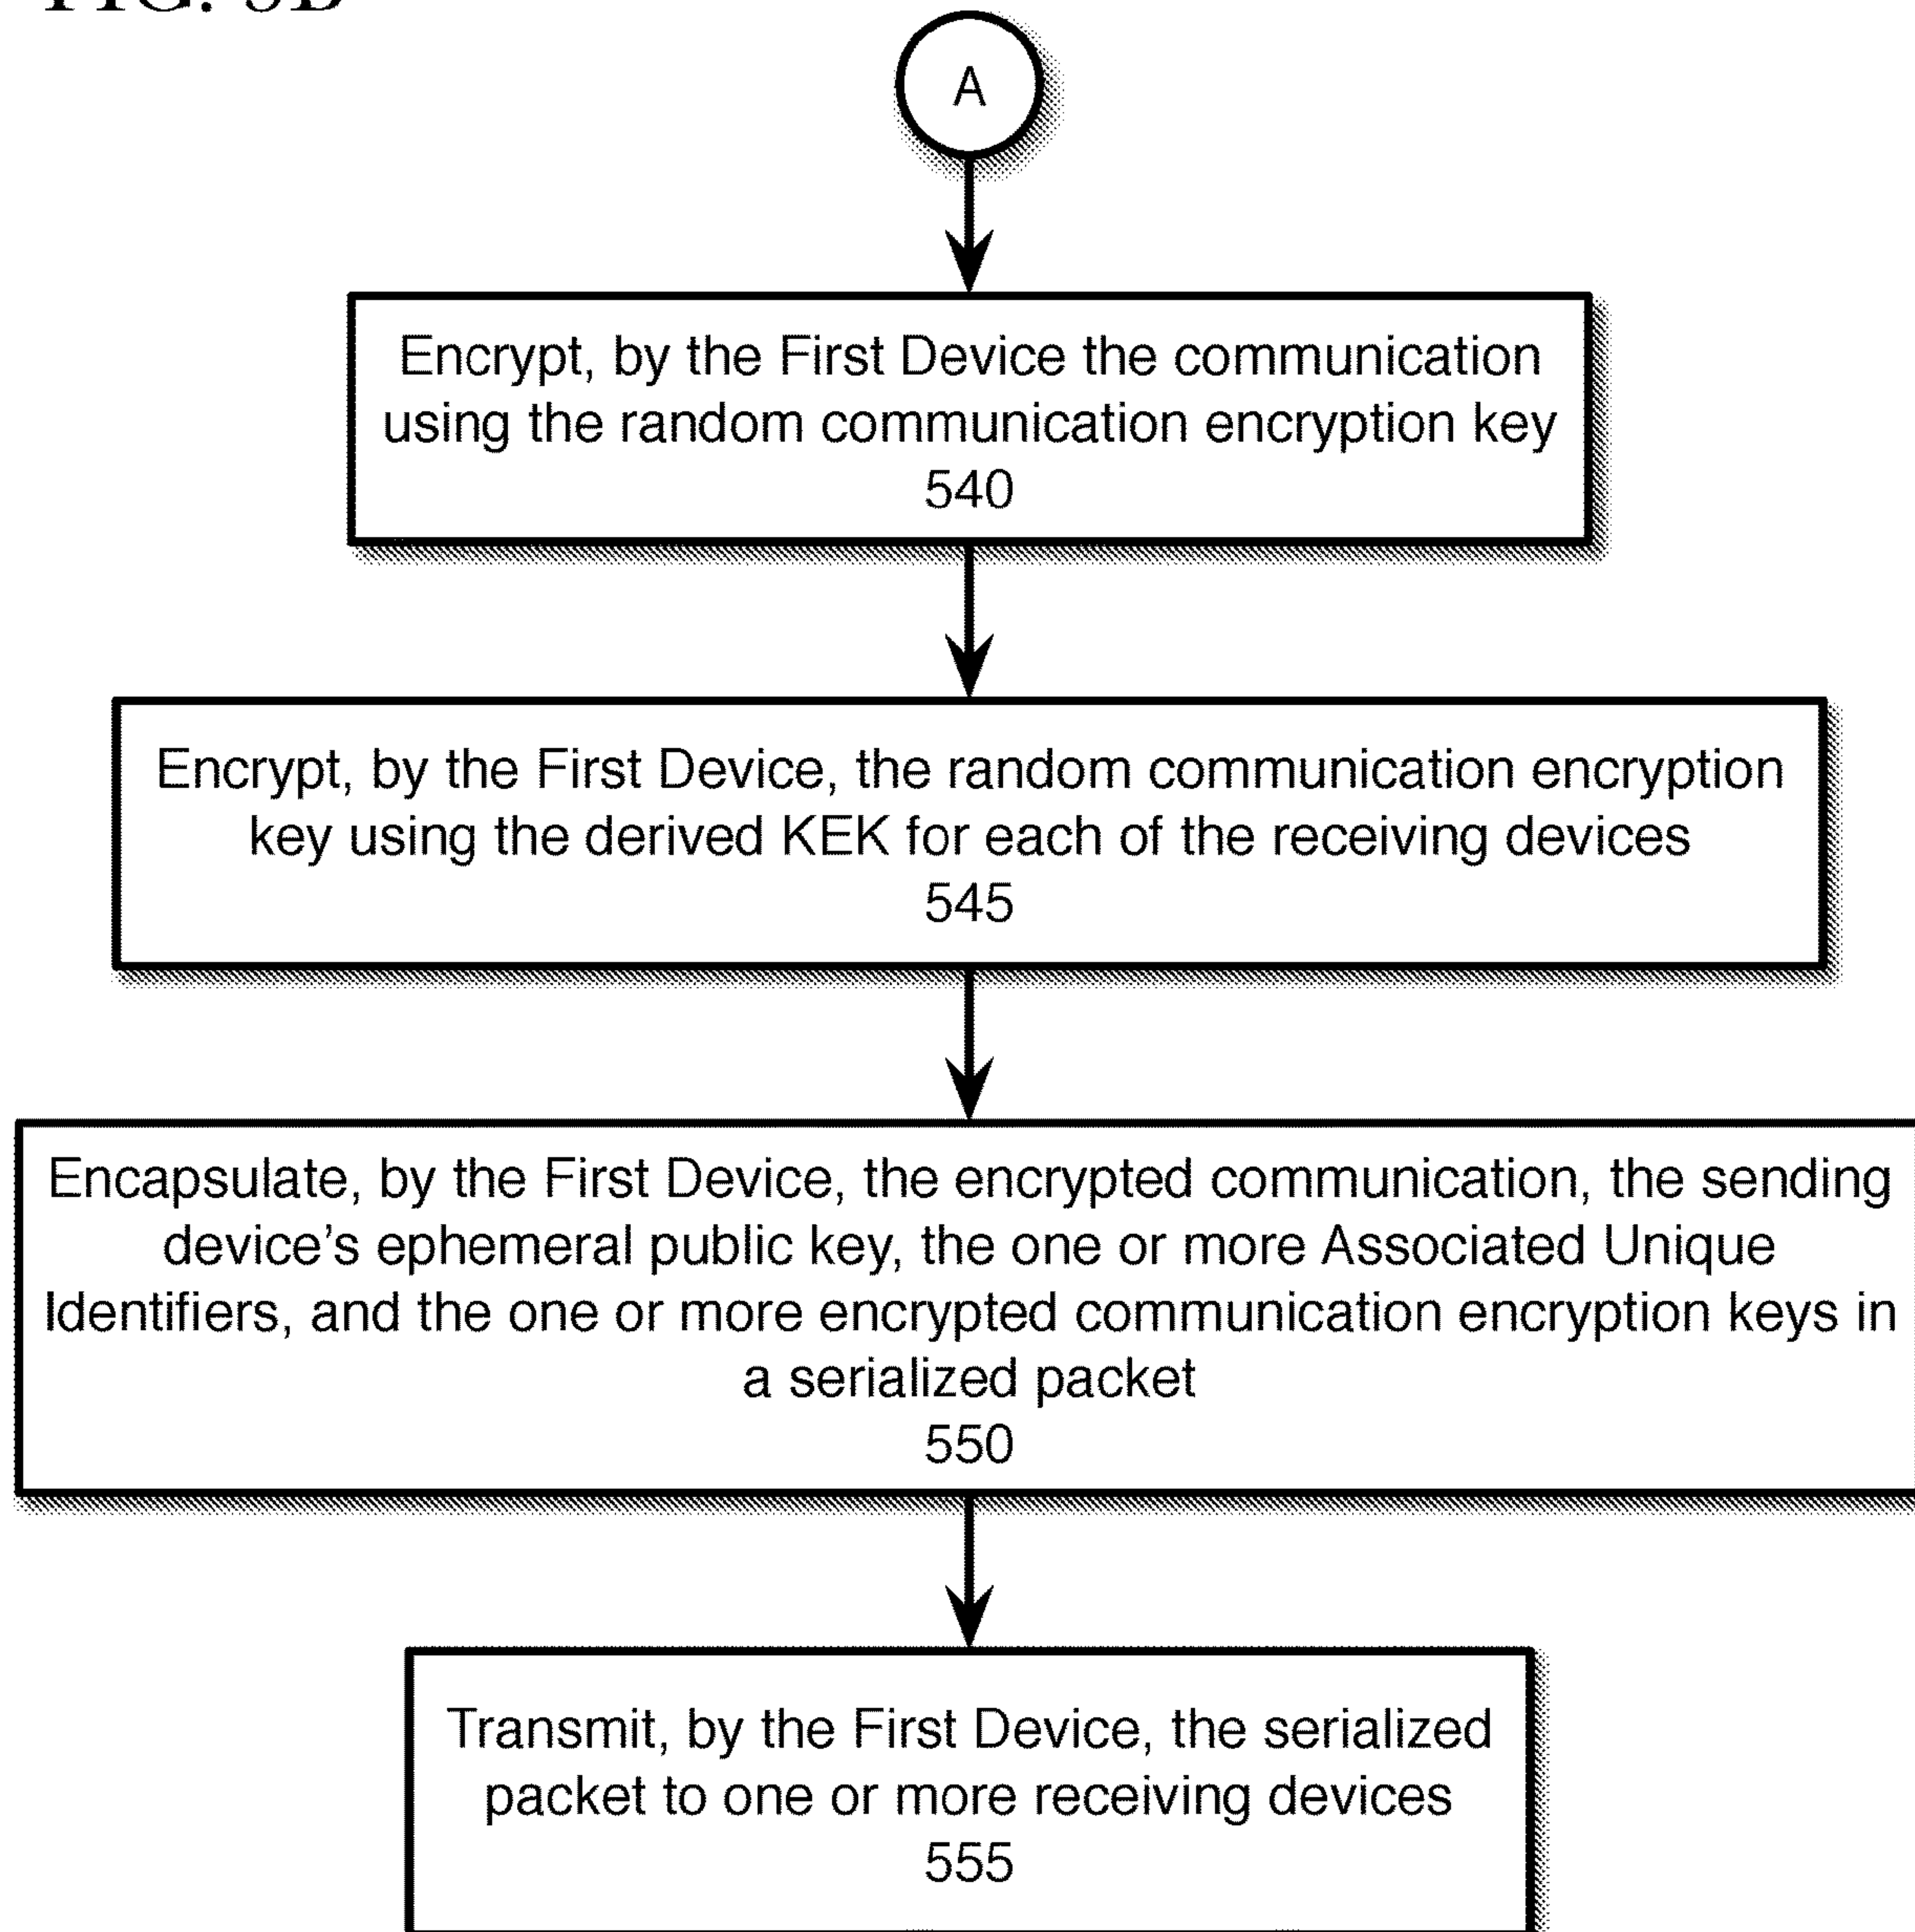 FIG. 5B
A
Encrypt, by the First Device the communication
using the random communication encryption key
540
Encrypt, by the First Device, the random communication encryption
key using the derived KEK for each of the receiving devices
545
Encapsulate, by the First Device, the encrypted communication, the sending
device's ephemeral public key, the one or more Associated Unique
Identifiers, and the one or more encrypted communication encryption keys in
a serialized packet
550
Transmit, by the First Device, the serialized
packet to one or more receiving devices
555